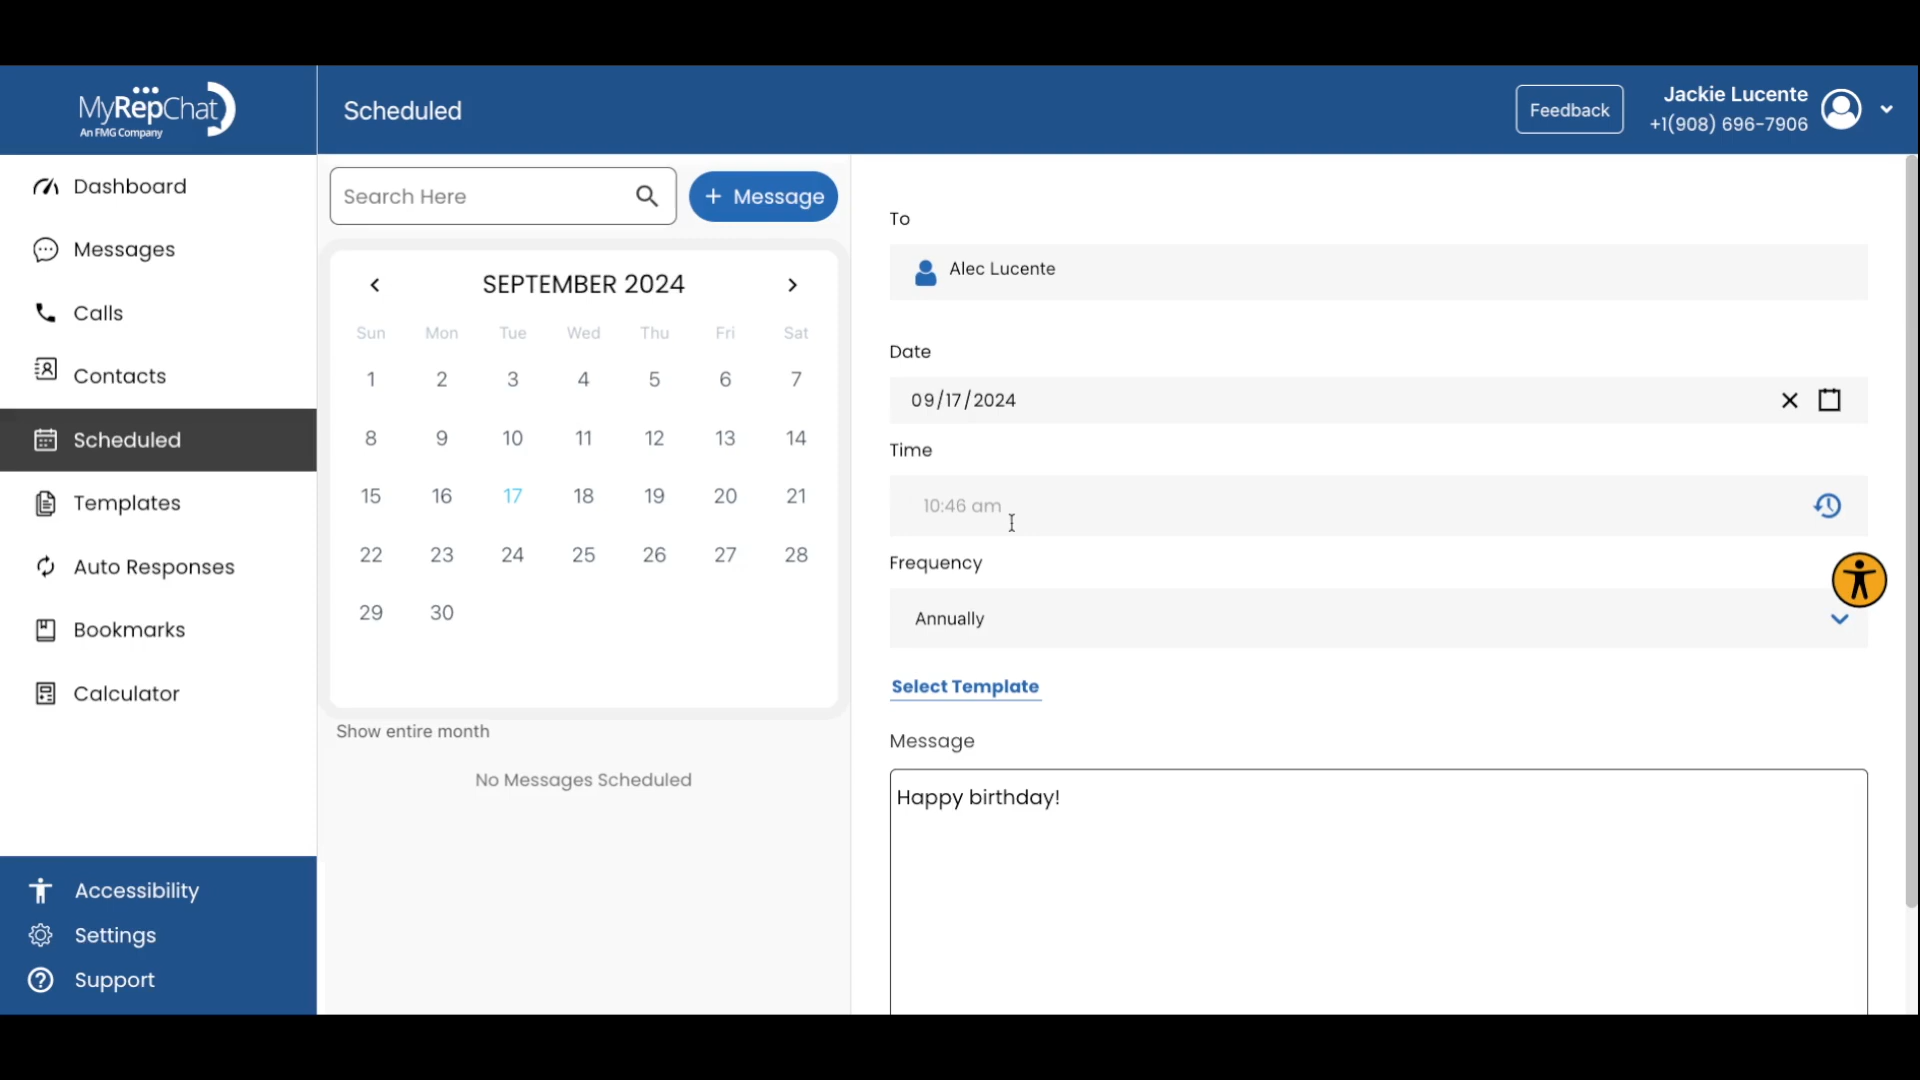 MyRepChat
An FMG Company
Scheduled
Feedback
Jackie Lucente
+1(908) 696-7906
Dashboard
Messages
Calls
Contacts
Scheduled
Templates
Auto Responses
Bookmarks
Calculator
Accessibility
Settings
Support
Search Here
+ Message
SEPTEMBER 2024
Sun Mon Tue Wed Thu Fri Sat
1 2 3 4 5 6 7
8 9 10 11 12 13 14
15 16 17 18 19 20 21
22 23 24 25 26 27 28
29 30
Show entire month
No Messages Scheduled
To
Alec Lucente
Date
09/17/2024
Time
10:46 am
Frequency
Annually
Select Template
Message
Happy birthday!